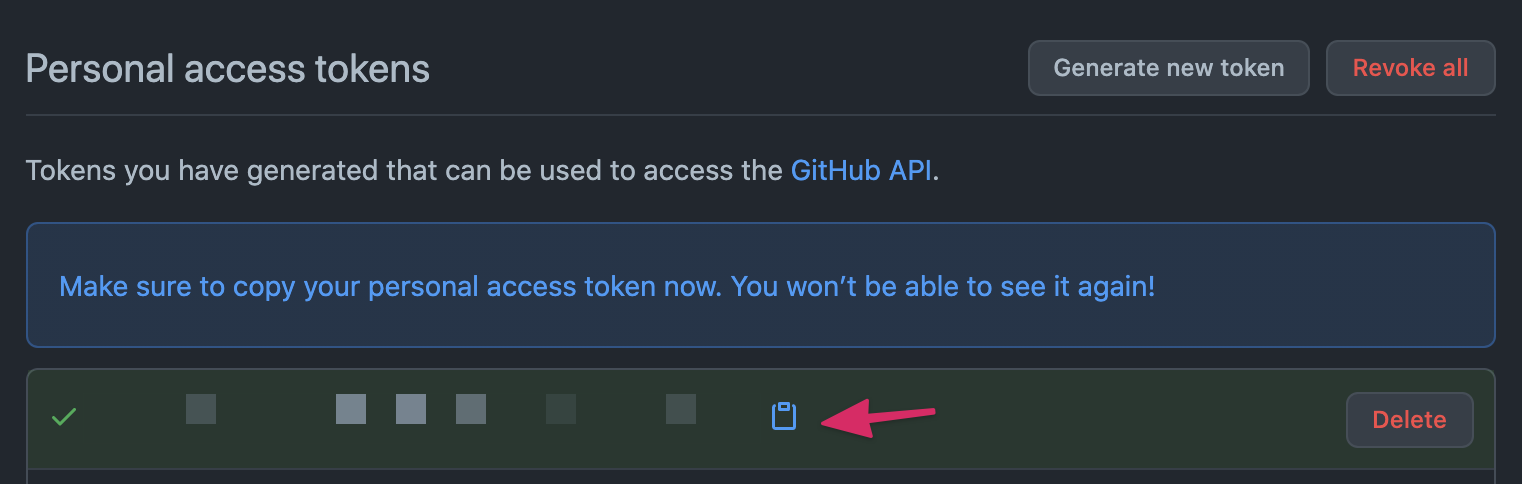 Personal access tokens
Generate new token
Revoke all
Tokens you have generated that can be used to access the GitHub API.
Make sure to copy your personal access token now. You won’t be able to see it again!
Delete